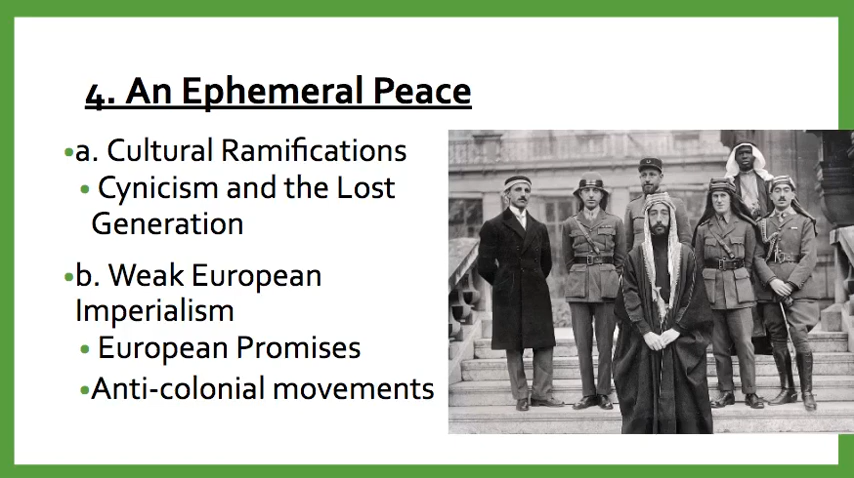 4. An Ephemeral Peace
•a. Cultural Ramifications
• Cynicism and the Lost
Generation
•b. Weak European
Imperialism
• European Promises
•Anti-colonial movements